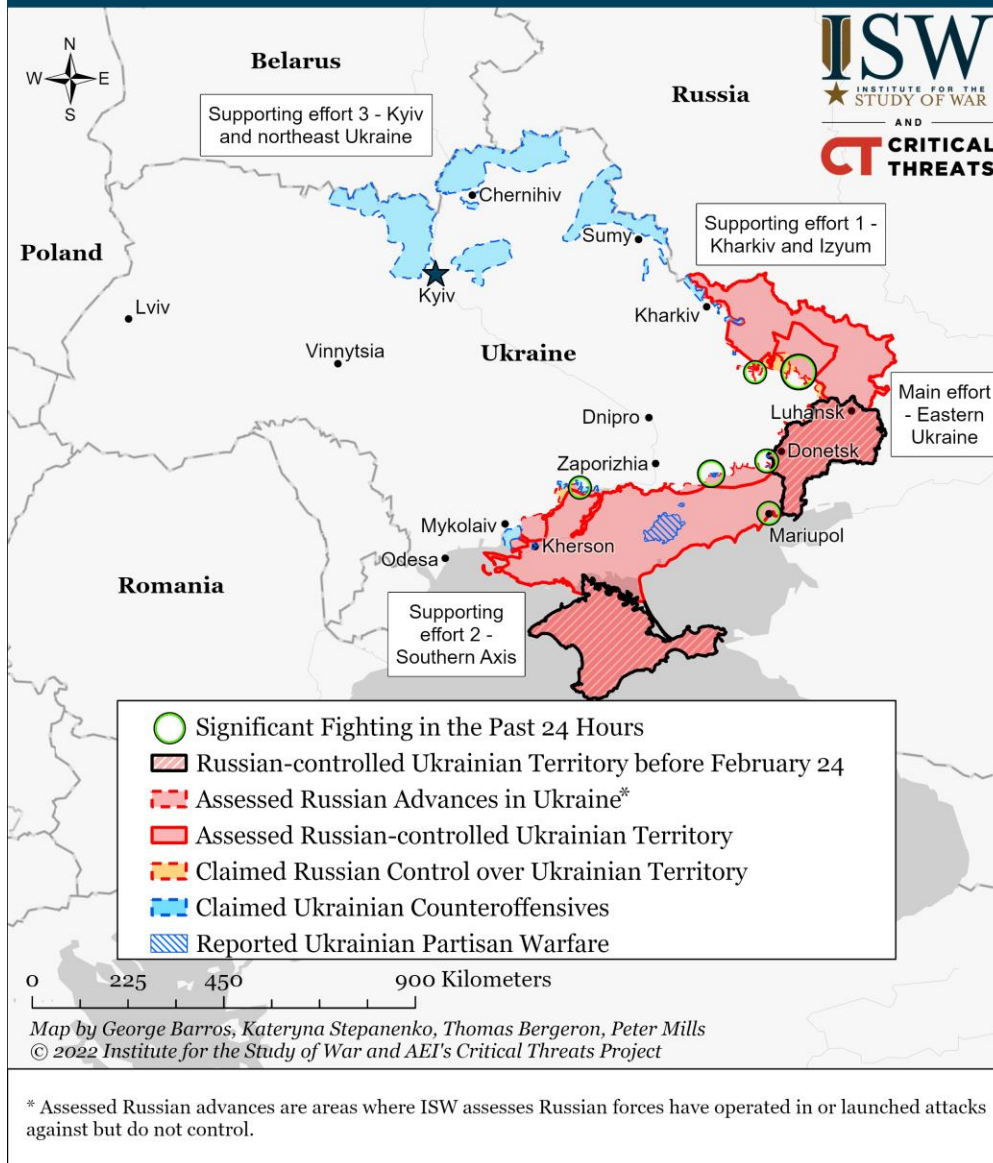 N
W E
S
Belarus
Russia
ISW
INSTITUTE FOR THE
STUDY OF WAR
AND
CT CRITICAL
THREATS
Supporting effort 3 - Kyiv
and northeast Ukraine
Chernihiv
Sumy
Supporting effort 1 -
Kharkiv and Izyum
Poland
Kyiv
Lviv
Kharkiv
Vinnytsia
Ukraine
Main effort
- Eastern
Ukraine
Dnipro
Luhansk
Donetsk
Zaporizhia
Mykolaiv
Mariupol
Kherson
Odesa
Romania
Supporting
effort 2 -
Southern Axis
Significant Fighting in the Past 24 Hours
Russian-controlled Ukrainian Territory before February 24
Assessed Russian Advances in Ukraine*
Assessed Russian-controlled Ukrainian Territory
Claimed Russian Control over Ukrainian Territory
Claimed Ukrainian Counteroffensives
Reported Ukrainian Partisan Warfare
0 225 450 900 Kilometers
Map by George Barros, Kateryna Stepanenko, Thomas Bergeron, Peter Mills
© 2022 Institute for the Study of War and AEI's Critical Threats Project
* Assessed Russian advances are areas where ISW assesses Russian forces have operated in or launched attacks
against but do not control.